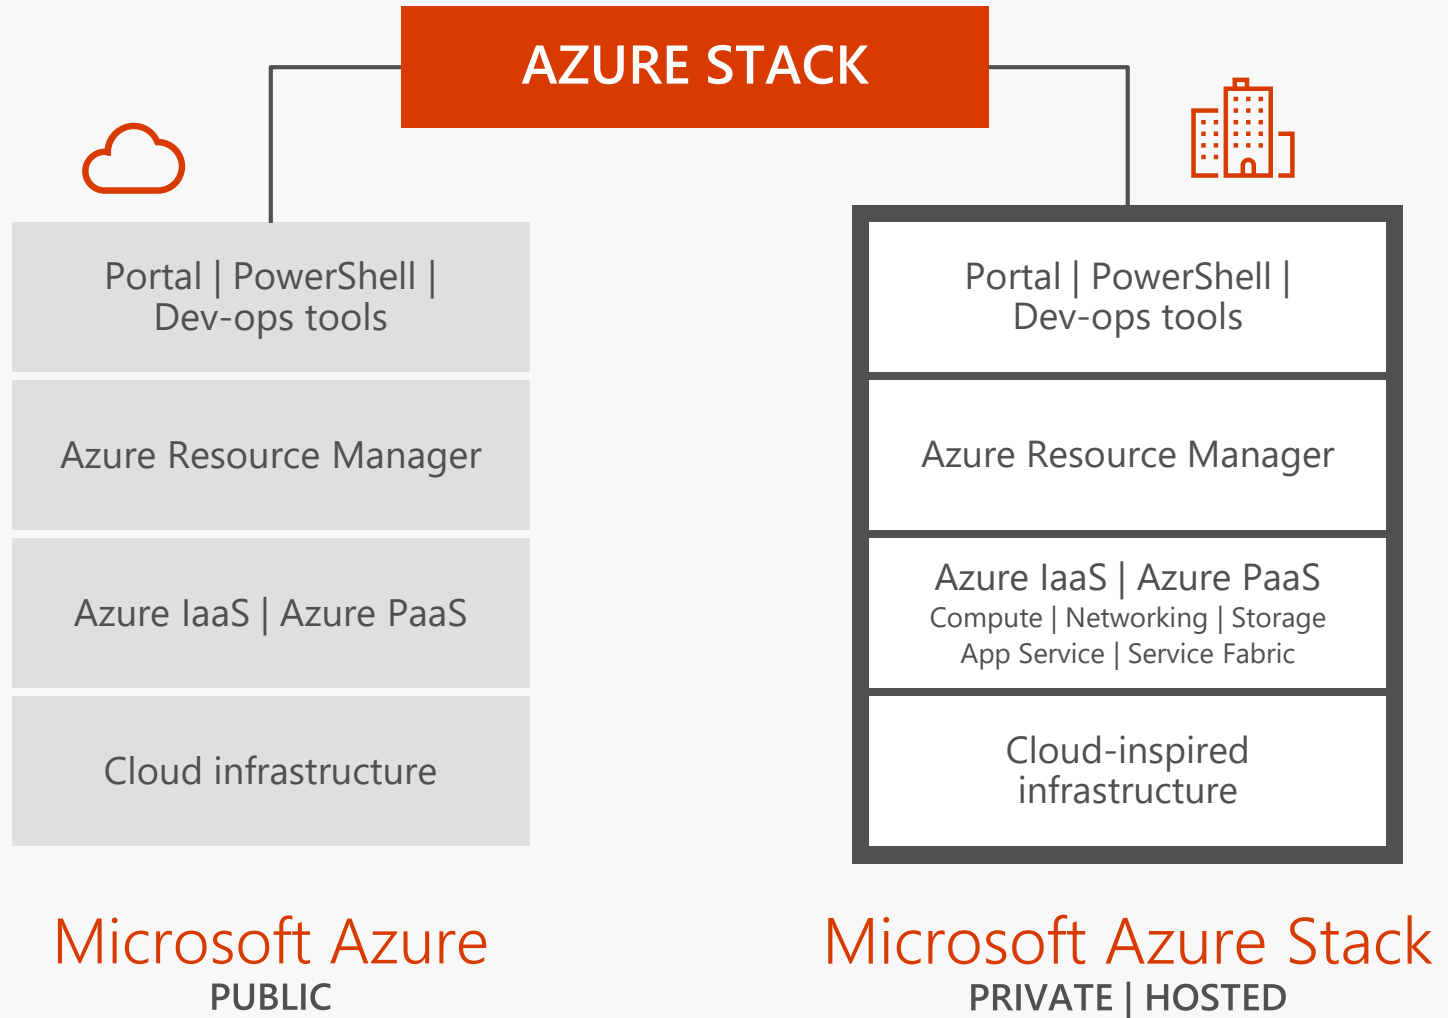 AZURE STACK
Portal | PowerShell |
Dev-ops tools
Azure Resource Manager
Azure IaaS | Azure PaaS
Cloud infrastructure
Microsoft Azure
PUBLIC
Portal | PowerShell |
Dev-ops tools
Azure Resource Manager
Azure IaaS | Azure PaaS
Compute | Networking | Storage
App Service | Service Fabric
Cloud-inspired
infrastructure
Microsoft Azure Stack
PRIVATE | HOSTED